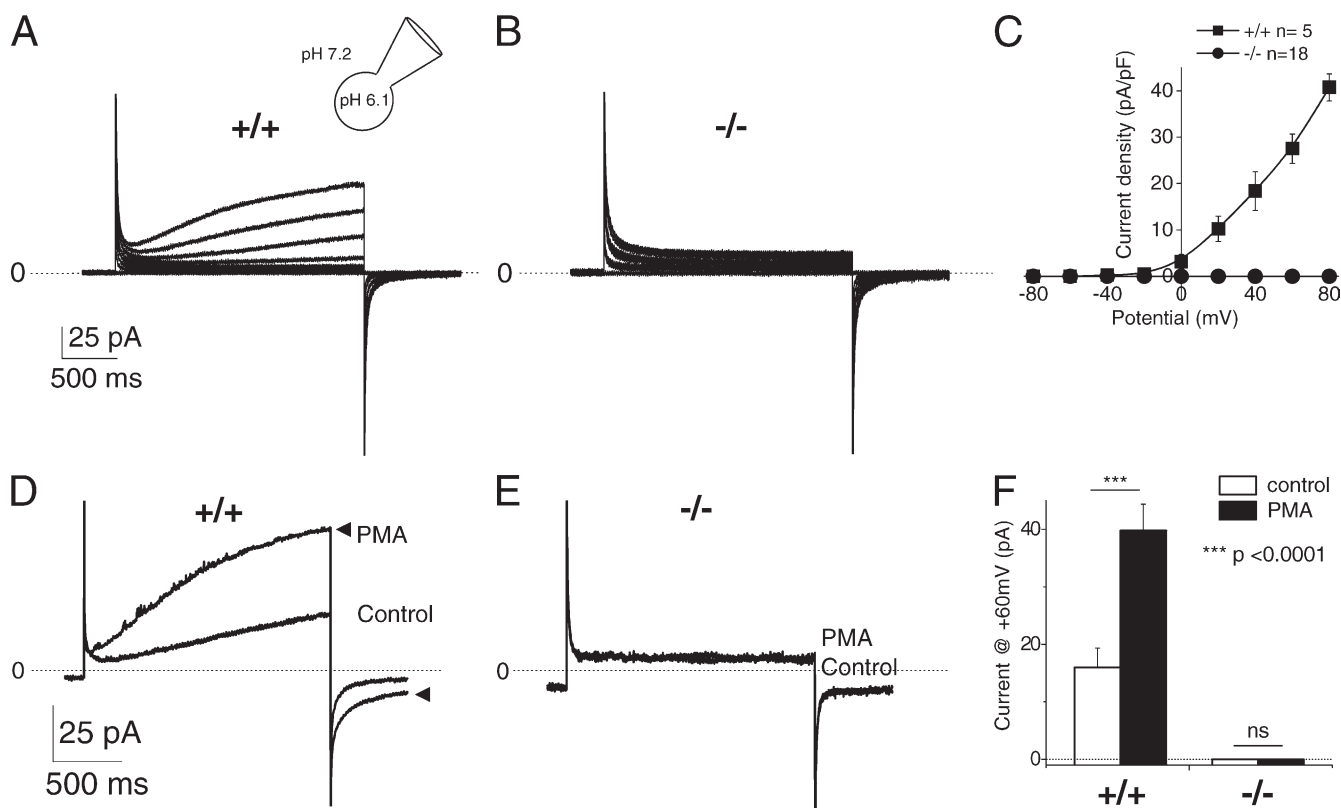 A
pH 7.2
pH 6.1
+/+
0
25 pA
500 ms
B
-/-
0
C
+/+ n= 5
-/- n=18
Current density (pA/pF)
40
30
20
10
0
-80
-40
0
40
80
Potential (mV)
D
+/+
PMA
Control
0
25 pA
500 ms
E
-/-
PMA
Control
0
F
control
PMA
***
*** p <0.0001
Current @ +60mV (pA)
40
20
0
ns
+/+
-/-